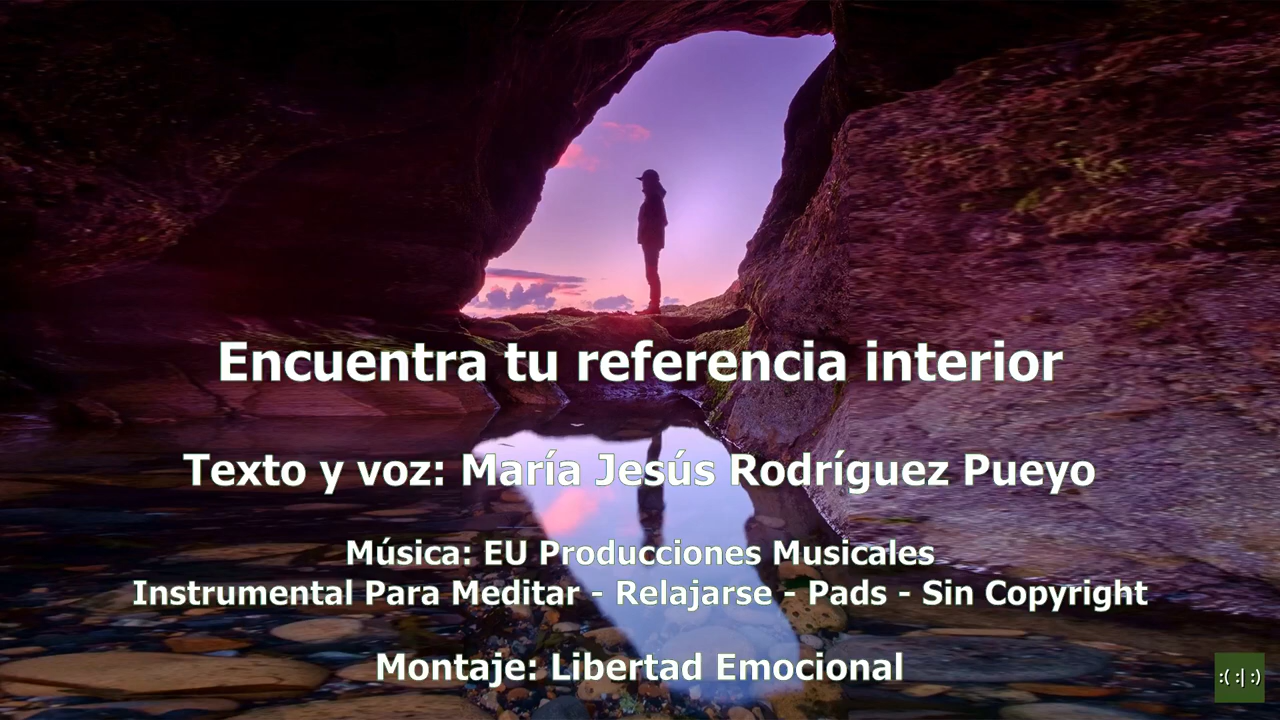 Encuentra tu referencia interior
Texto y voz: María Jesús Rodríguez Pueyo
Música: EU Producciones Musicales
Instrumental Para Meditar - Relajarse - Pads - Sin Copyright
Montaje: Libertad Emocional
:( :| :)